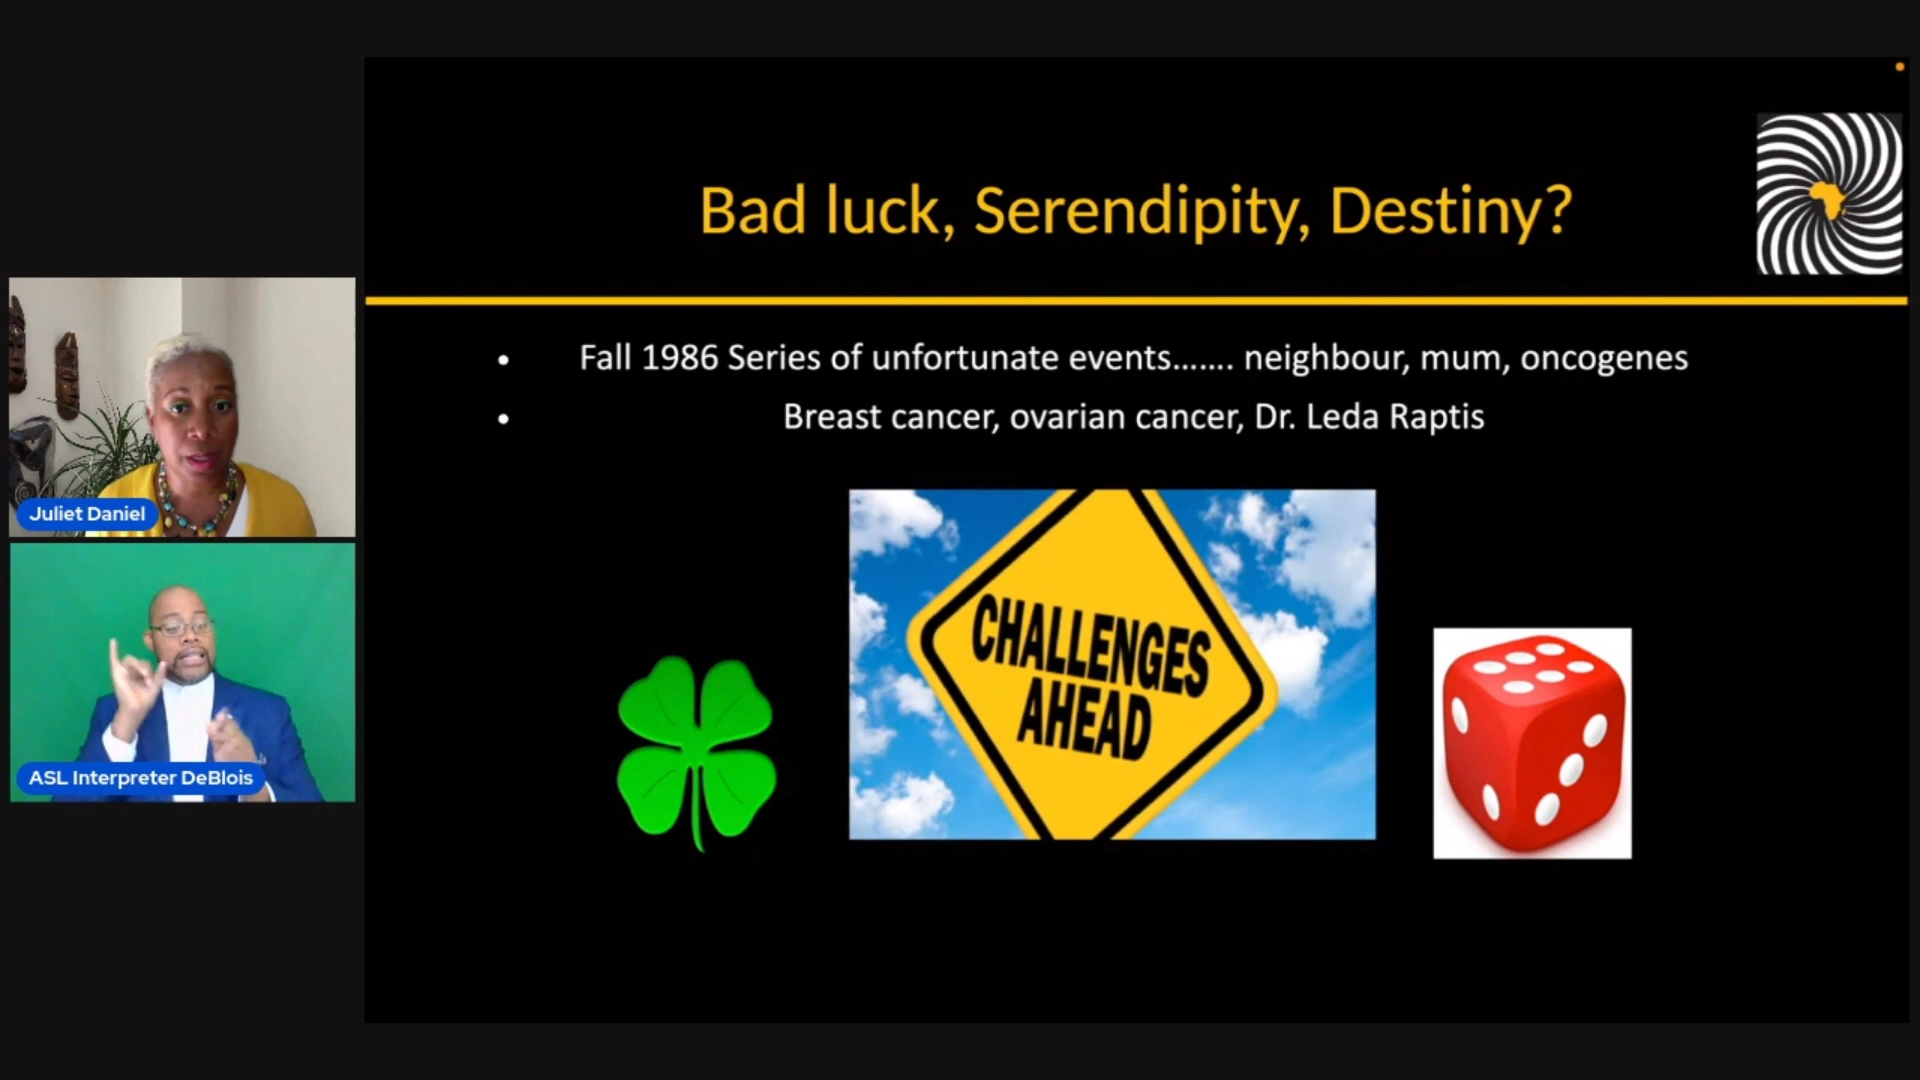 Bad luck, Serendipity, Destiny?
• Fall 1986 Series of unfortunate events....... neighbour, mum, oncogenes
• Breast cancer, ovarian cancer, Dr. Leda Raptis
CHALLENGES
AHEAD
Juliet Daniel
ASL Interpreter DeBlois